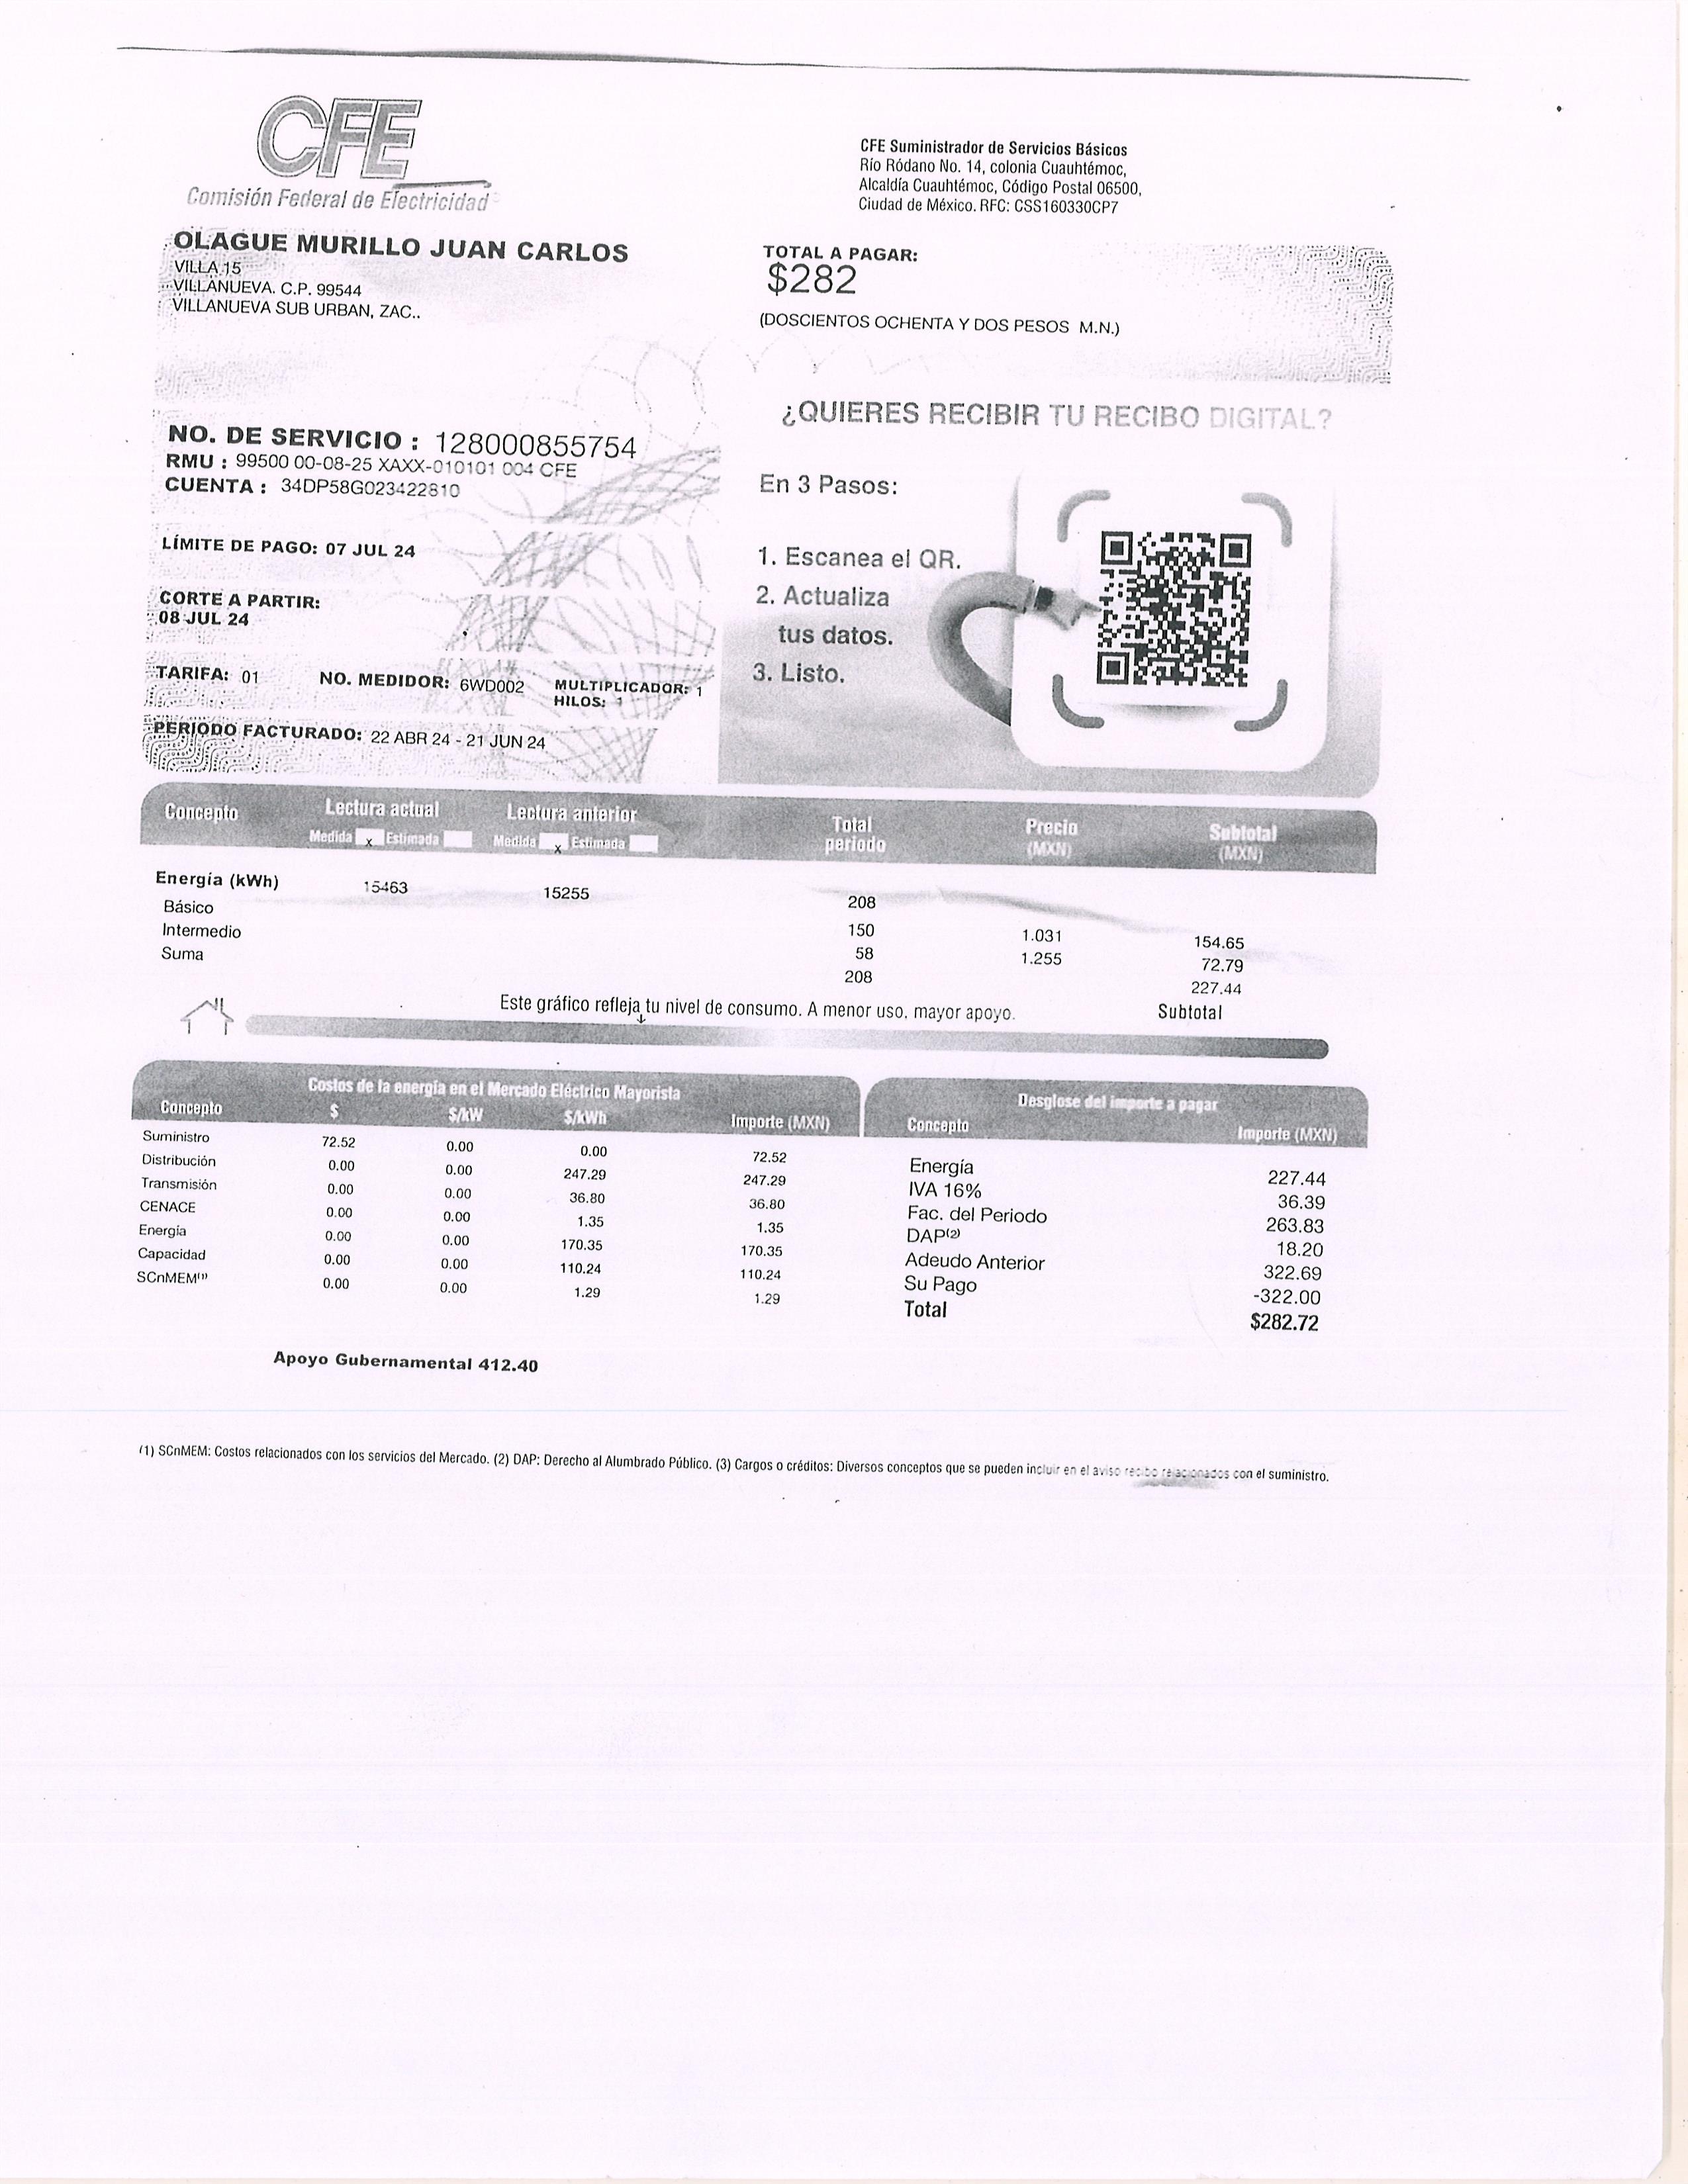 CFE
Comisión Federal de Electricidad
CFE Suministrador de Servicios Básicos
Río Ródano No. 14, colonia Cuauhtémoc,
Alcaldía Cuauhtémoc, Código Postal 06500,
Ciudad de México. RFC: CSS160330CP7
OLAGUE MURILLO JUAN CARLOS
VILLA 15
VILLANUEVA. C.P. 99544
VILLANUEVA SUB URBAN, ZAC..
TOTAL A PAGAR:
$282
(DOSCIENTOS OCHENTA Y DOS PESOS M.N.)
NO. DE SERVICIO : 128000855754
RMU : 99500 00-08-25 XAXX-010101 004 CFE
CUENTA : 34DP58G023422810
LÍMITE DE PAGO: 07 JUL 24
CORTE A PARTIR:
08 JUL 24
TARIFA: 01 NO. MEDIDOR: 6WD002 MULTIPLICADOR: 1
HILOS: 1
PERIODO FACTURADO: 22 ABR 24 - 21 JUN 24
¿QUIERES RECIBIR TU RECIBO DIGITAL?
En 3 Pasos:
1. Escanea el QR.
2. Actualiza
tus datos.
3. Listo.
Concepto Lectura actual Lectura anterior Total periodo Precio (MXN) Subtotal (MXN)
Medida x Estimada Medida x Estimada
Energía (kWh) 15463 15255 208
Básico 150 1.031 154.65
Intermedio 58 1.255 72.79
Suma 208 227.44
Este gráfico refleja tu nivel de consumo. A menor uso, mayor apoyo. Subtotal
Costos de la energía en el Mercado Eléctrico Mayorista
Concepto $ $/kW $/kWh Importe (MXN)
Suministro 72.52 0.00 0.00 72.52
Distribución 0.00 0.00 247.29 247.29
Transmisión 0.00 0.00 36.80 36.80
CENACE 0.00 0.00 1.35 1.35
Energía 0.00 0.00 170.35 170.35
Capacidad 0.00 0.00 110.24 110.24
SCnMEM(1) 0.00 0.00 1.29 1.29
Desglose del importe a pagar
Concepto Importe (MXN)
Energía 227.44
IVA 16% 36.39
Fac. del Periodo 263.83
DAP(2) 18.20
Adeudo Anterior 322.69
Su Pago -322.00
Total $282.72
Apoyo Gubernamental 412.40
(1) SCnMEM: Costos relacionados con los servicios del Mercado. (2) DAP: Derecho al Alumbrado Público. (3) Cargos o créditos: Diversos conceptos que se pueden incluir en el aviso recibo relacionados con el suministro.